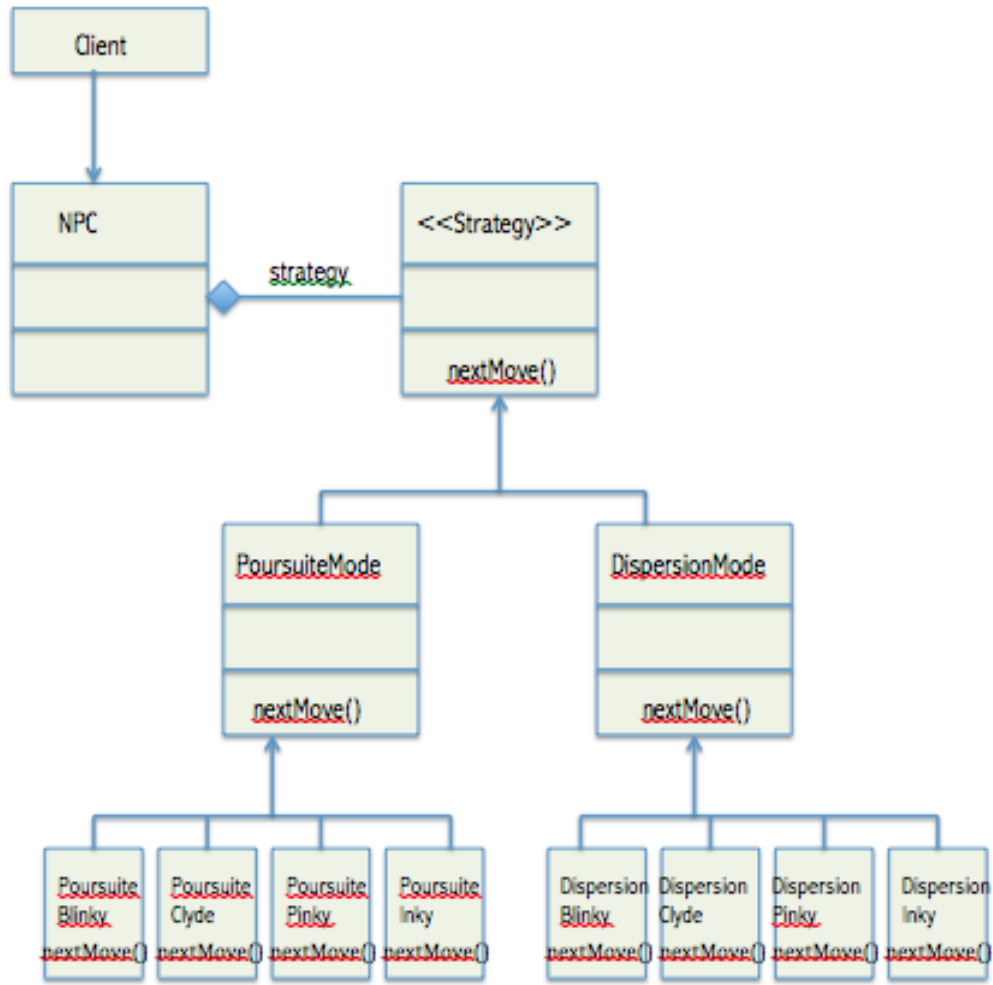 Client
NPC
<<Strategy>>
strategy
nextMove()
PoursuiteMode
DispersionMode
nextMove()
nextMove()
Poursuite
Blinky
nextMove()
Poursuite
Clyde
nextMove()
Poursuite
Pinky
nextMove()
Poursuite
Inky
nextMove()
Dispersion
Blinky
nextMove()
Dispersion
Clyde
nextMove()
Dispersion
Pinky
nextMove()
Dispersion
Inky
nextMove()